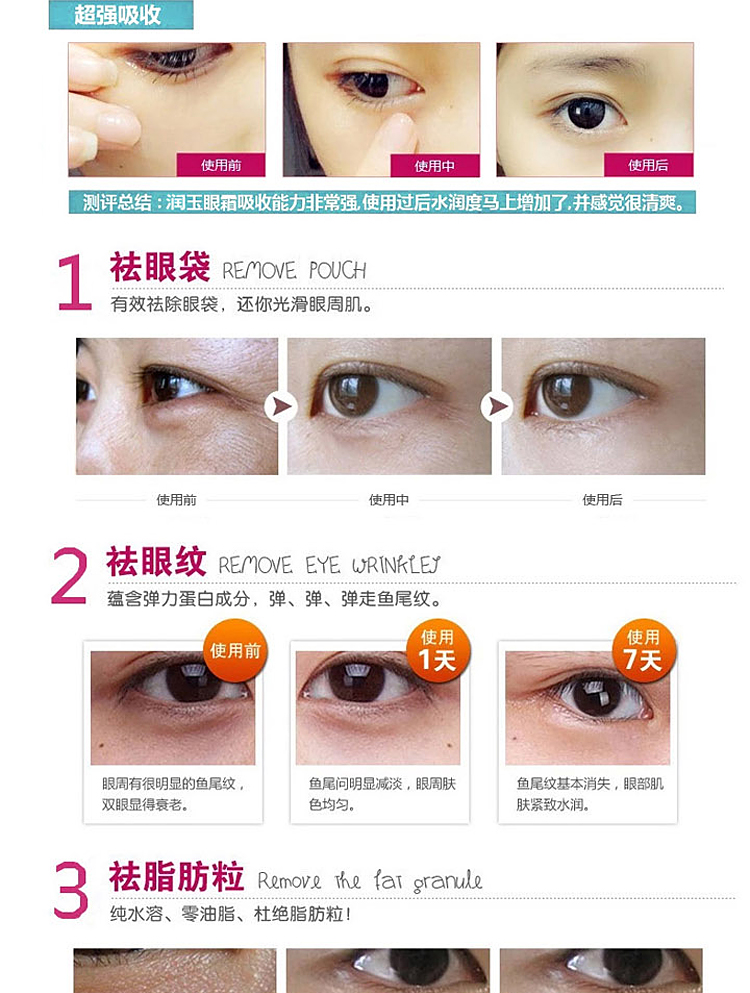 超强吸收
使用前
使用中
使用后
测评总结：润玉眼霜吸收能力非常强,使用过后水润度马上增加了,并感觉很清爽。
1 祛眼袋 REMOVE POUCH
有效祛除眼袋，还你光滑眼周肌。
使用前
使用中
使用后
2 祛眼纹 REMOVE EYE WRINKLEJ
蕴含弹力蛋白成分，弹、弹、弹走鱼尾纹。
使用前
使用
1天
使用
7天
眼周有很明显的鱼尾纹，
双眼显得衰老。
鱼尾问明显减淡，眼周肤
色均匀。
鱼尾纹基本消失，眼部肌
肤紧致水润。
3 祛脂肪粒 Remove The faT granule
纯水溶、零油脂、杜绝脂肪粒！